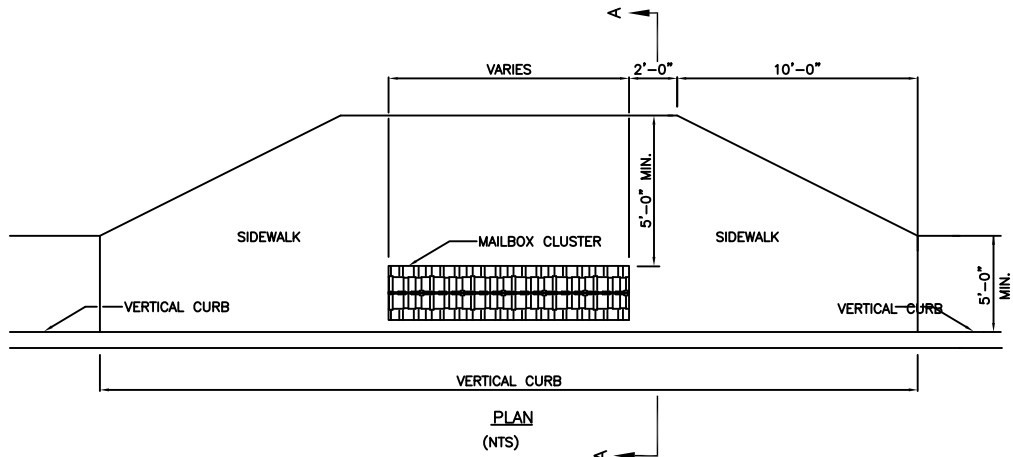 A
VARIES
2'-0"
10'-0"
5'-0" MIN.
SIDEWALK
MAILBOX CLUSTER
SIDEWALK
5'-0"
MIN.
VERTICAL CURB
VERTICAL CURB
VERTICAL CURB
PLAN
(NTS)
A